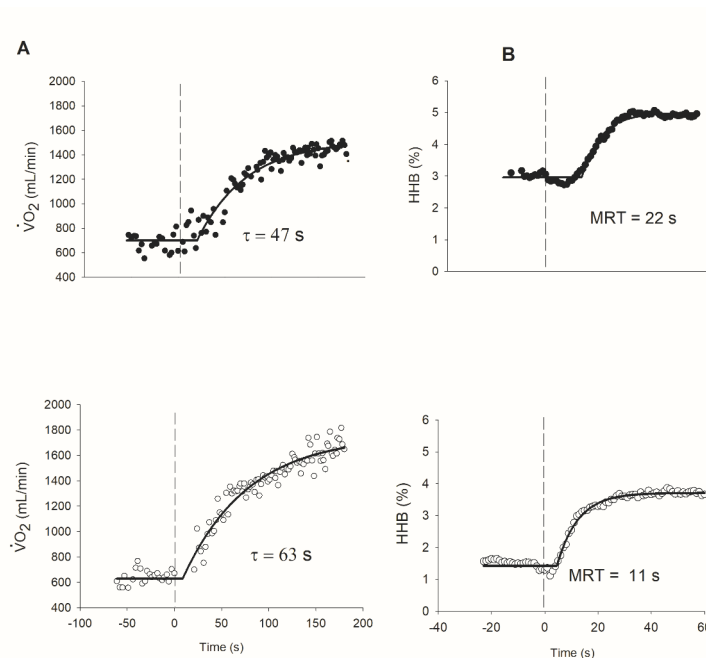 A
2000
1800
1600
1400
1200
1000
800
600
400
V̇O2 (mL/min)
τ = 47 s
B
6
5
4
3
2
1
0
HHB (%)
MRT = 22 s
2000
1800
1600
1400
1200
1000
800
600
400
V̇O2 (mL/min)
τ = 63 s
-100 -50 0 50 100 150 200
Time (s)
6
5
4
3
2
1
0
HHB (%)
MRT = 11 s
-40 -20 0 20 40 60
Time (s)